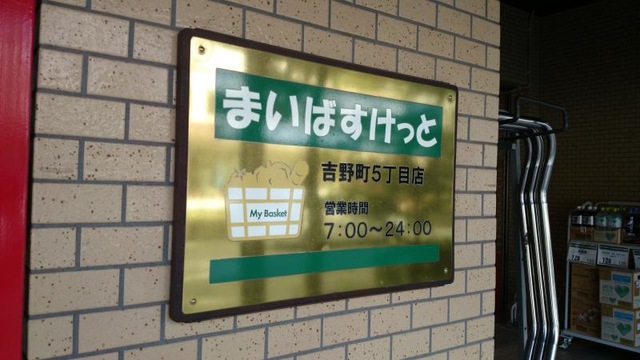 まいばすけっと
吉野町5丁目店
My Basket
営業時間
7:00～24:00